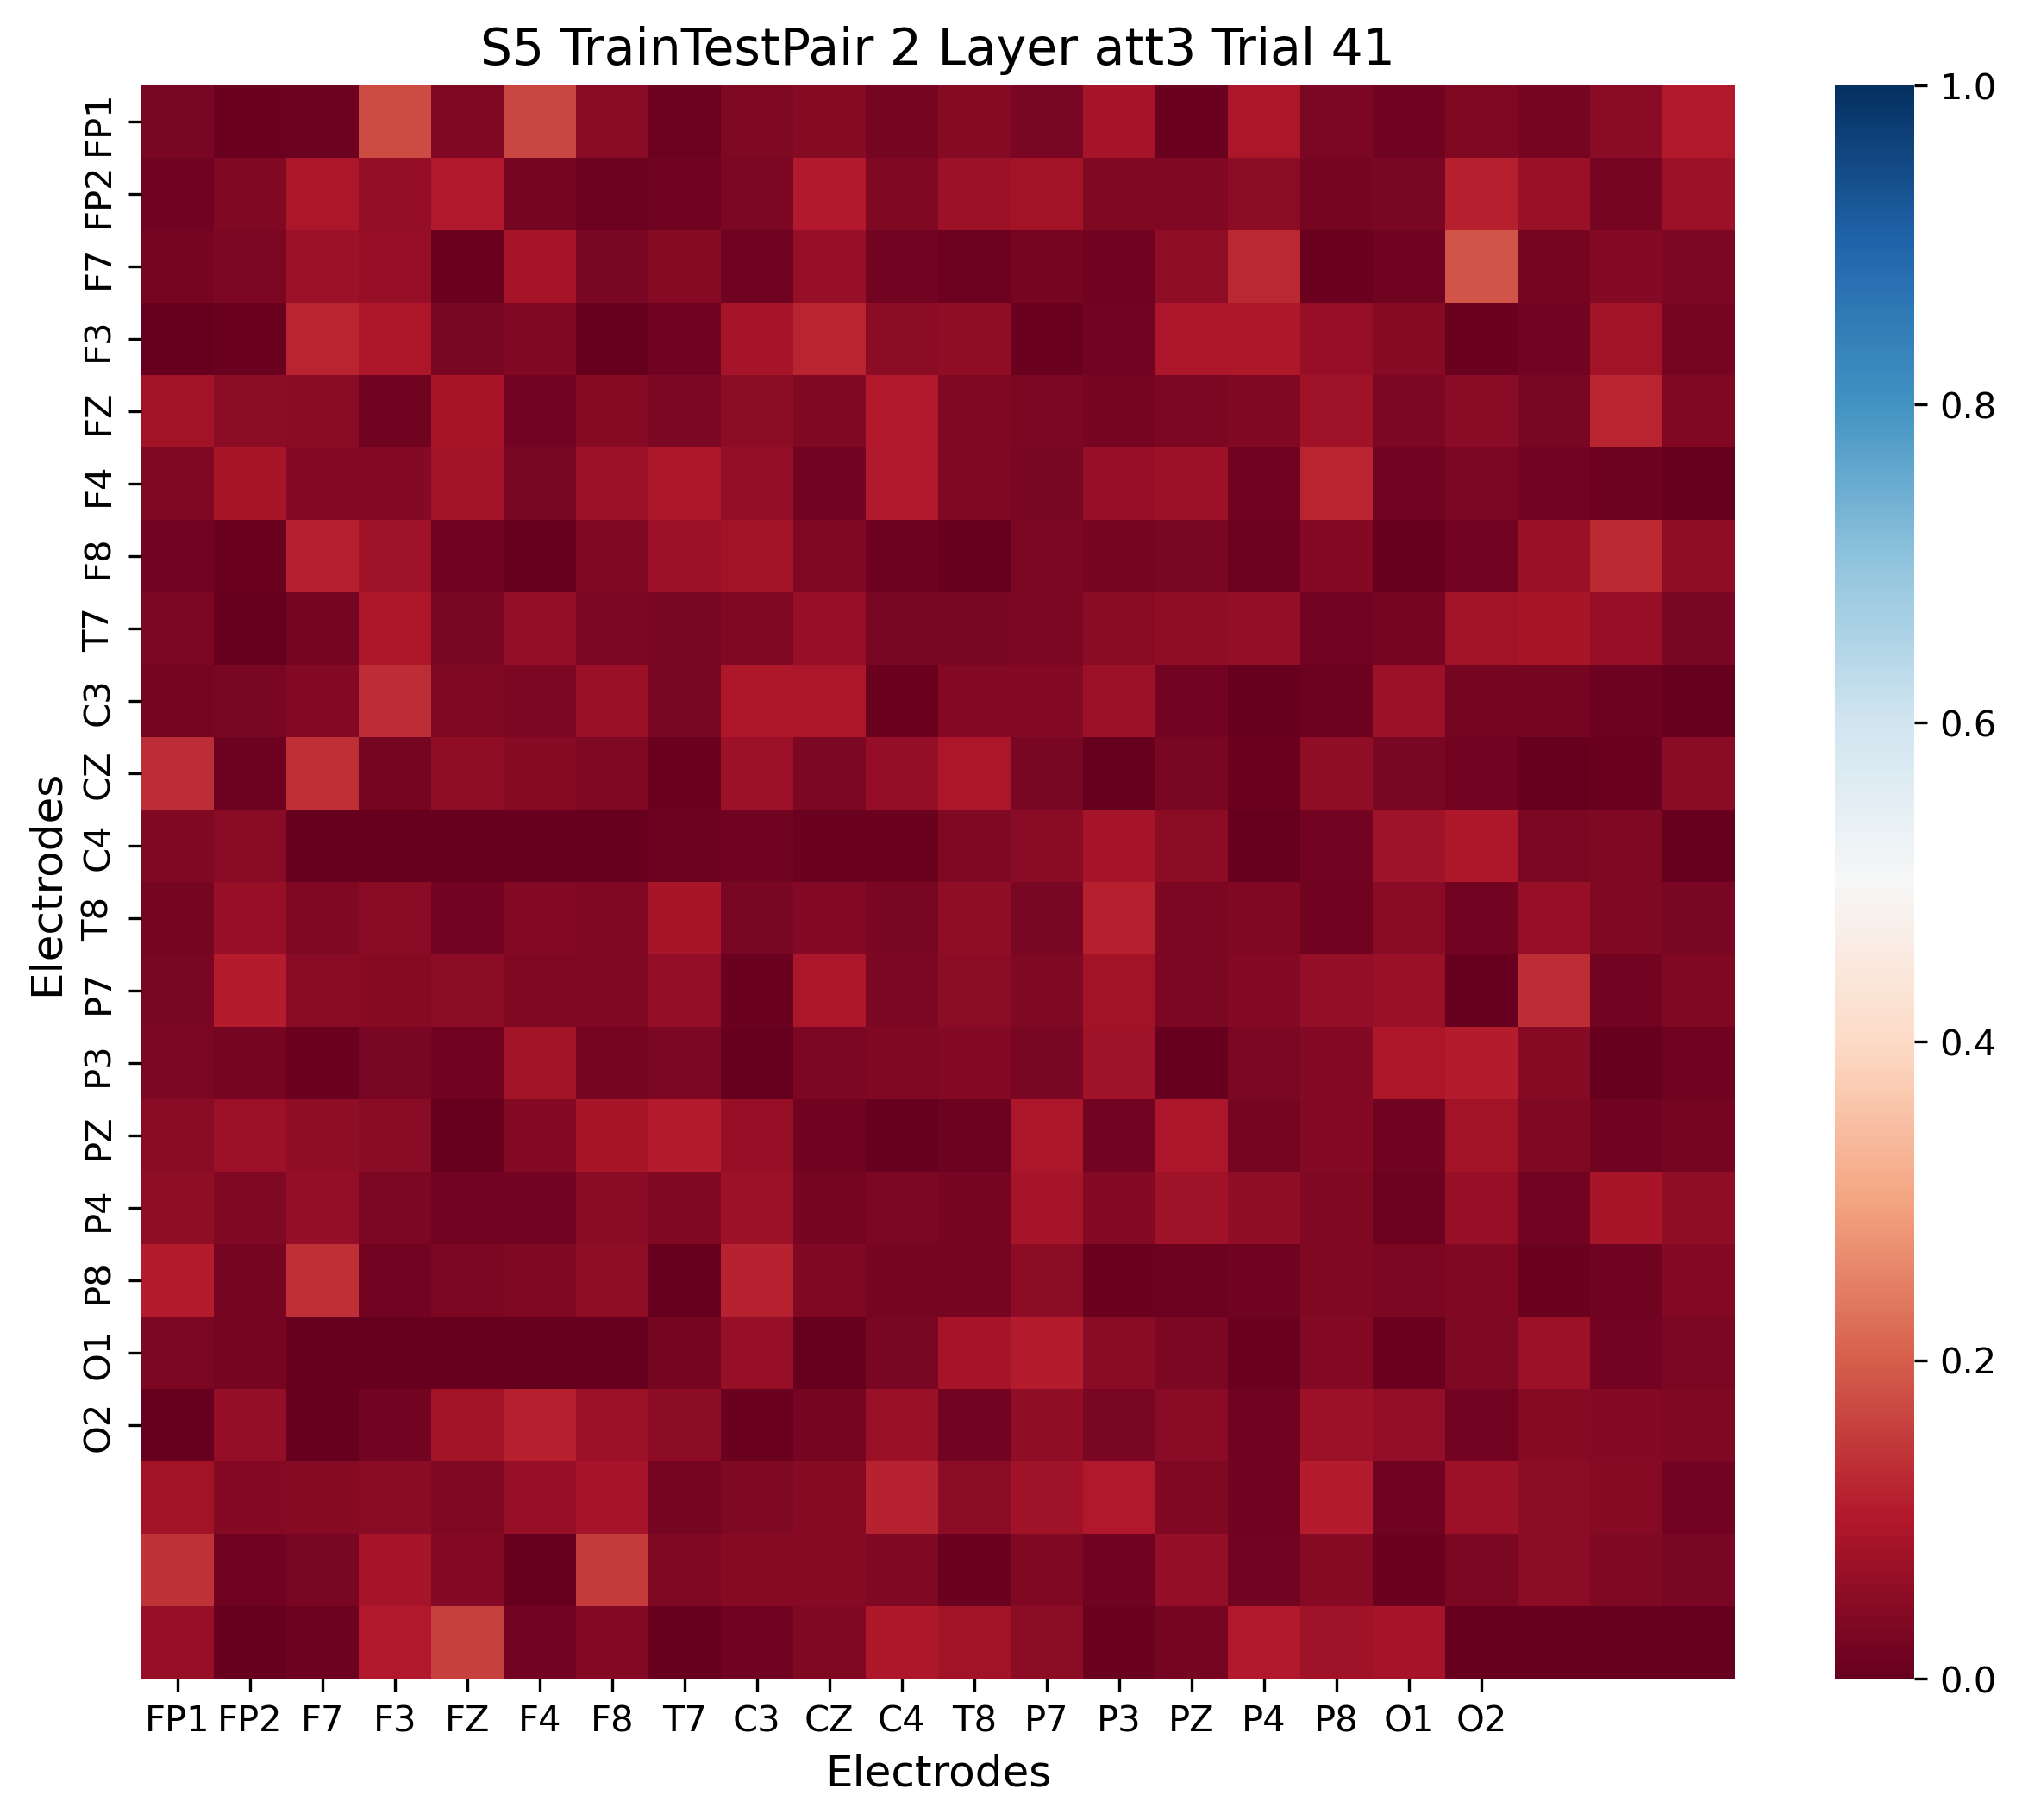 S5 TrainTestPair 2 Layer att3 Trial 41
Electrodes
FP1
FP2
F7
F3
FZ
F4
F8
T7
C3
CZ
C4
T8
P7
P3
PZ
P4
P8
O1
O2
FP1 FP2 F7 F3 FZ F4 F8 T7 C3 CZ C4 T8 P7 P3 PZ P4 P8 O1 O2
Electrodes
1.0
0.8
0.6
0.4
0.2
0.0